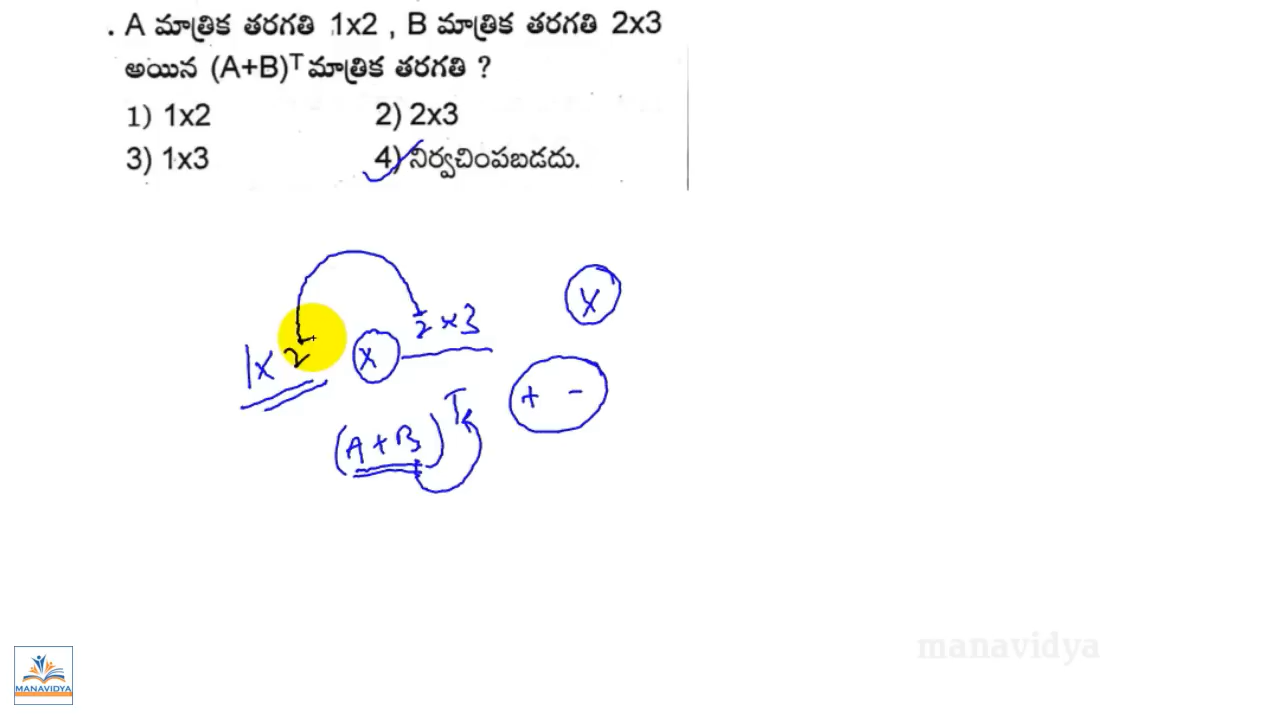 . A మాత్రిక తరగతి 1x2 , B మాత్రిక తరగతి 2x3
అయిన (A+B)ᵀ మాత్రిక తరగతి ?
1) 1x2 2) 2x3
3) 1x3 4) నిర్వచింపబడదు.
x
1x2 x 2x3
+ -
(A+B)ᵀ
manavidya
MANAVIDYA